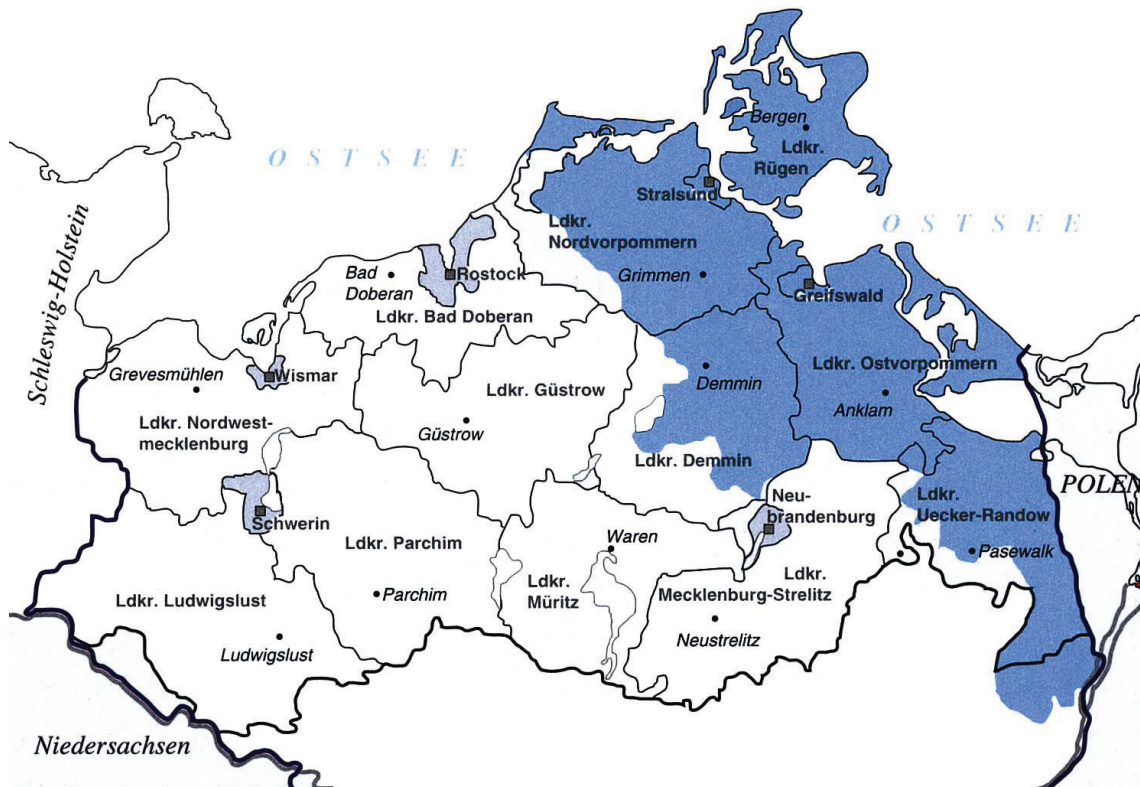 OSTSEE
Bergen
Ldkr.
Rügen
Stralsund
Schleswig-Holstein
OSTSEE
Ldkr.
Nordvorpommern
Grimmen
Bad
Doberan
Rostock
Ldkr. Bad Doberan
Greifswald
Wismar
Grevesmühlen
Ldkr. Güstrow
Demmin
Ldkr. Ostvorpommern
Anklam
Ldkr. Nordwest-
mecklenburg
Güstrow
Ldkr. Demmin
POLEN
Schwerin
Neu-
brandenburg
Ldkr.
Uecker-Randow
Ldkr. Parchim
Waren
Pasewalk
Ldkr.
Müritz
Ldkr.
Mecklenburg-Strelitz
Ldkr. Ludwigslust
Parchim
Neustrelitz
Ludwigslust
Niedersachsen